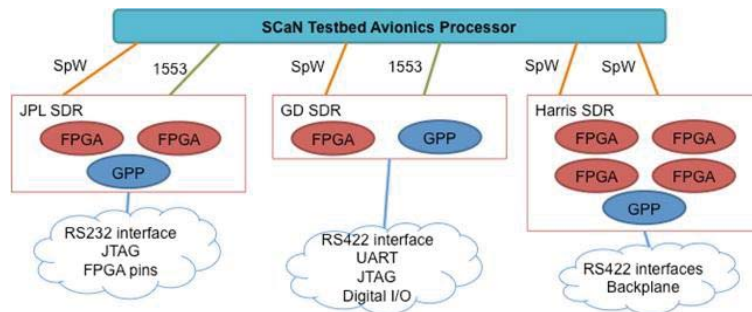 SCaN Testbed Avionics Processor
SpW
1553
SpW
1553
SpW
SpW
JPL SDR
FPGA
FPGA
GPP
GD SDR
FPGA
GPP
Harris SDR
FPGA
FPGA
FPGA
FPGA
GPP
RS232 interface
JTAG
FPGA pins
RS422 interface
UART
JTAG
Digital I/O
RS422 interfaces
Backplane